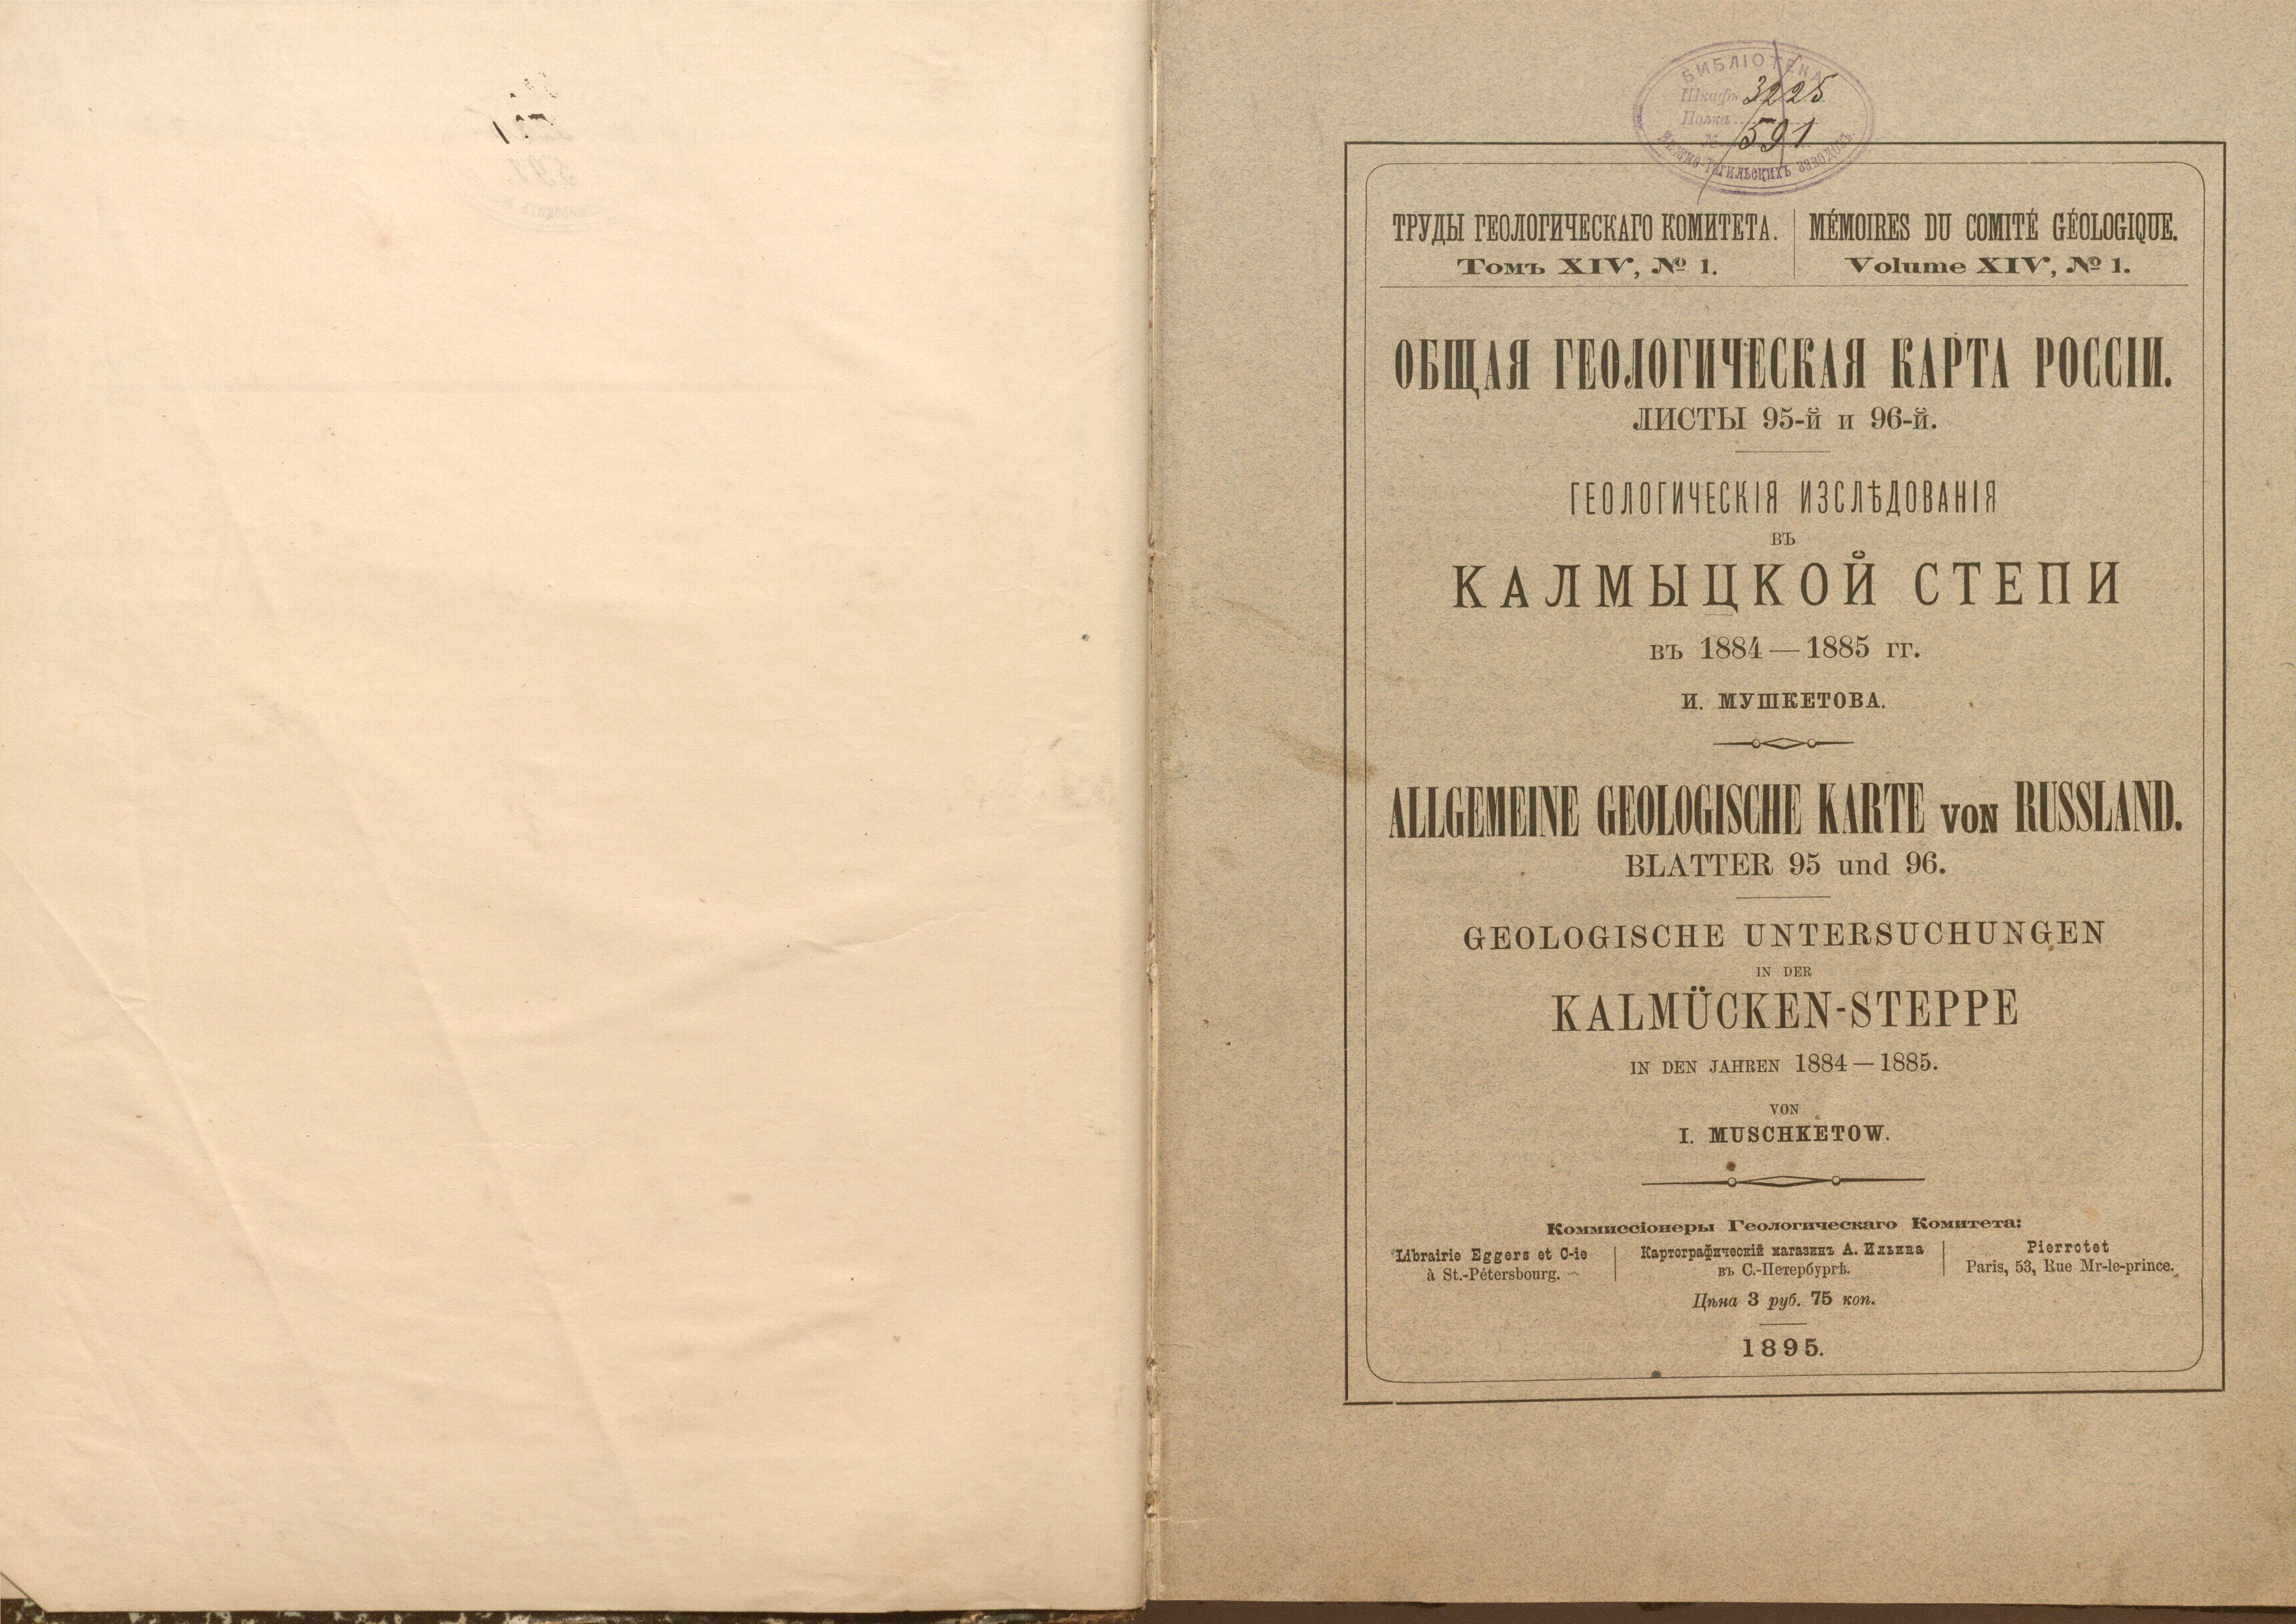 БИБЛІОТЕКА
Шкафъ 3225
Полка
№ 591
Нижне-Тагильскихъ заводовъ.
ТРУДЫ ГЕОЛОГИЧЕСКАГО КОМИТЕТА.
Томъ XIV, № 1.
MÉMOIRES DU COMITÉ GÉOLOGIQUE.
Volume XIV, № 1.
ОБЩАЯ ГЕОЛОГИЧЕСКАЯ КАРТА РОССІИ.
ЛИСТЫ 95-й и 96-й.
ГЕОЛОГИЧЕСКІЯ ИЗСЛѢДОВАНІЯ
ВЪ
КАЛМЫЦКОЙ СТЕПИ
въ 1884—1885 гг.
И. МУШКЕТОВА.
ALLGEMEINE GEOLOGISCHE KARTE VON RUSSLAND.
BLATTER 95 und 96.
GEOLOGISCHE UNTERSUCHUNGEN
IN DER
KALMÜCKEN-STEPPE
IN DEN JAHREN 1884—1885.
VON
I. MUSCHKETOW.
Коммиссіонеры Геологическаго Комитета:
Librairie Eggers et C-ie
à St.-Pétersbourg.
Картографическій магазинъ А. Ильина
въ С.-Петербургѣ.
Pierrotet
Paris, 53, Rue Mr-le-prince.
Цѣна 3 руб. 75 коп.
1895.